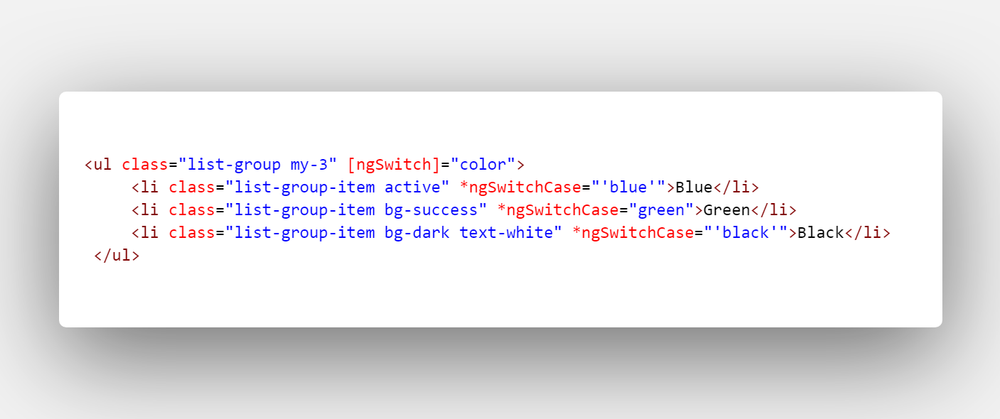 <ul class="list-group my-3" [ngSwitch]="color">
<li class="list-group-item active" *ngSwitchCase="'blue'">Blue</li>
<li class="list-group-item bg-success" *ngSwitchCase="green">Green</li>
<li class="list-group-item bg-dark text-white" *ngSwitchCase="'black'">Black</li>
</ul>